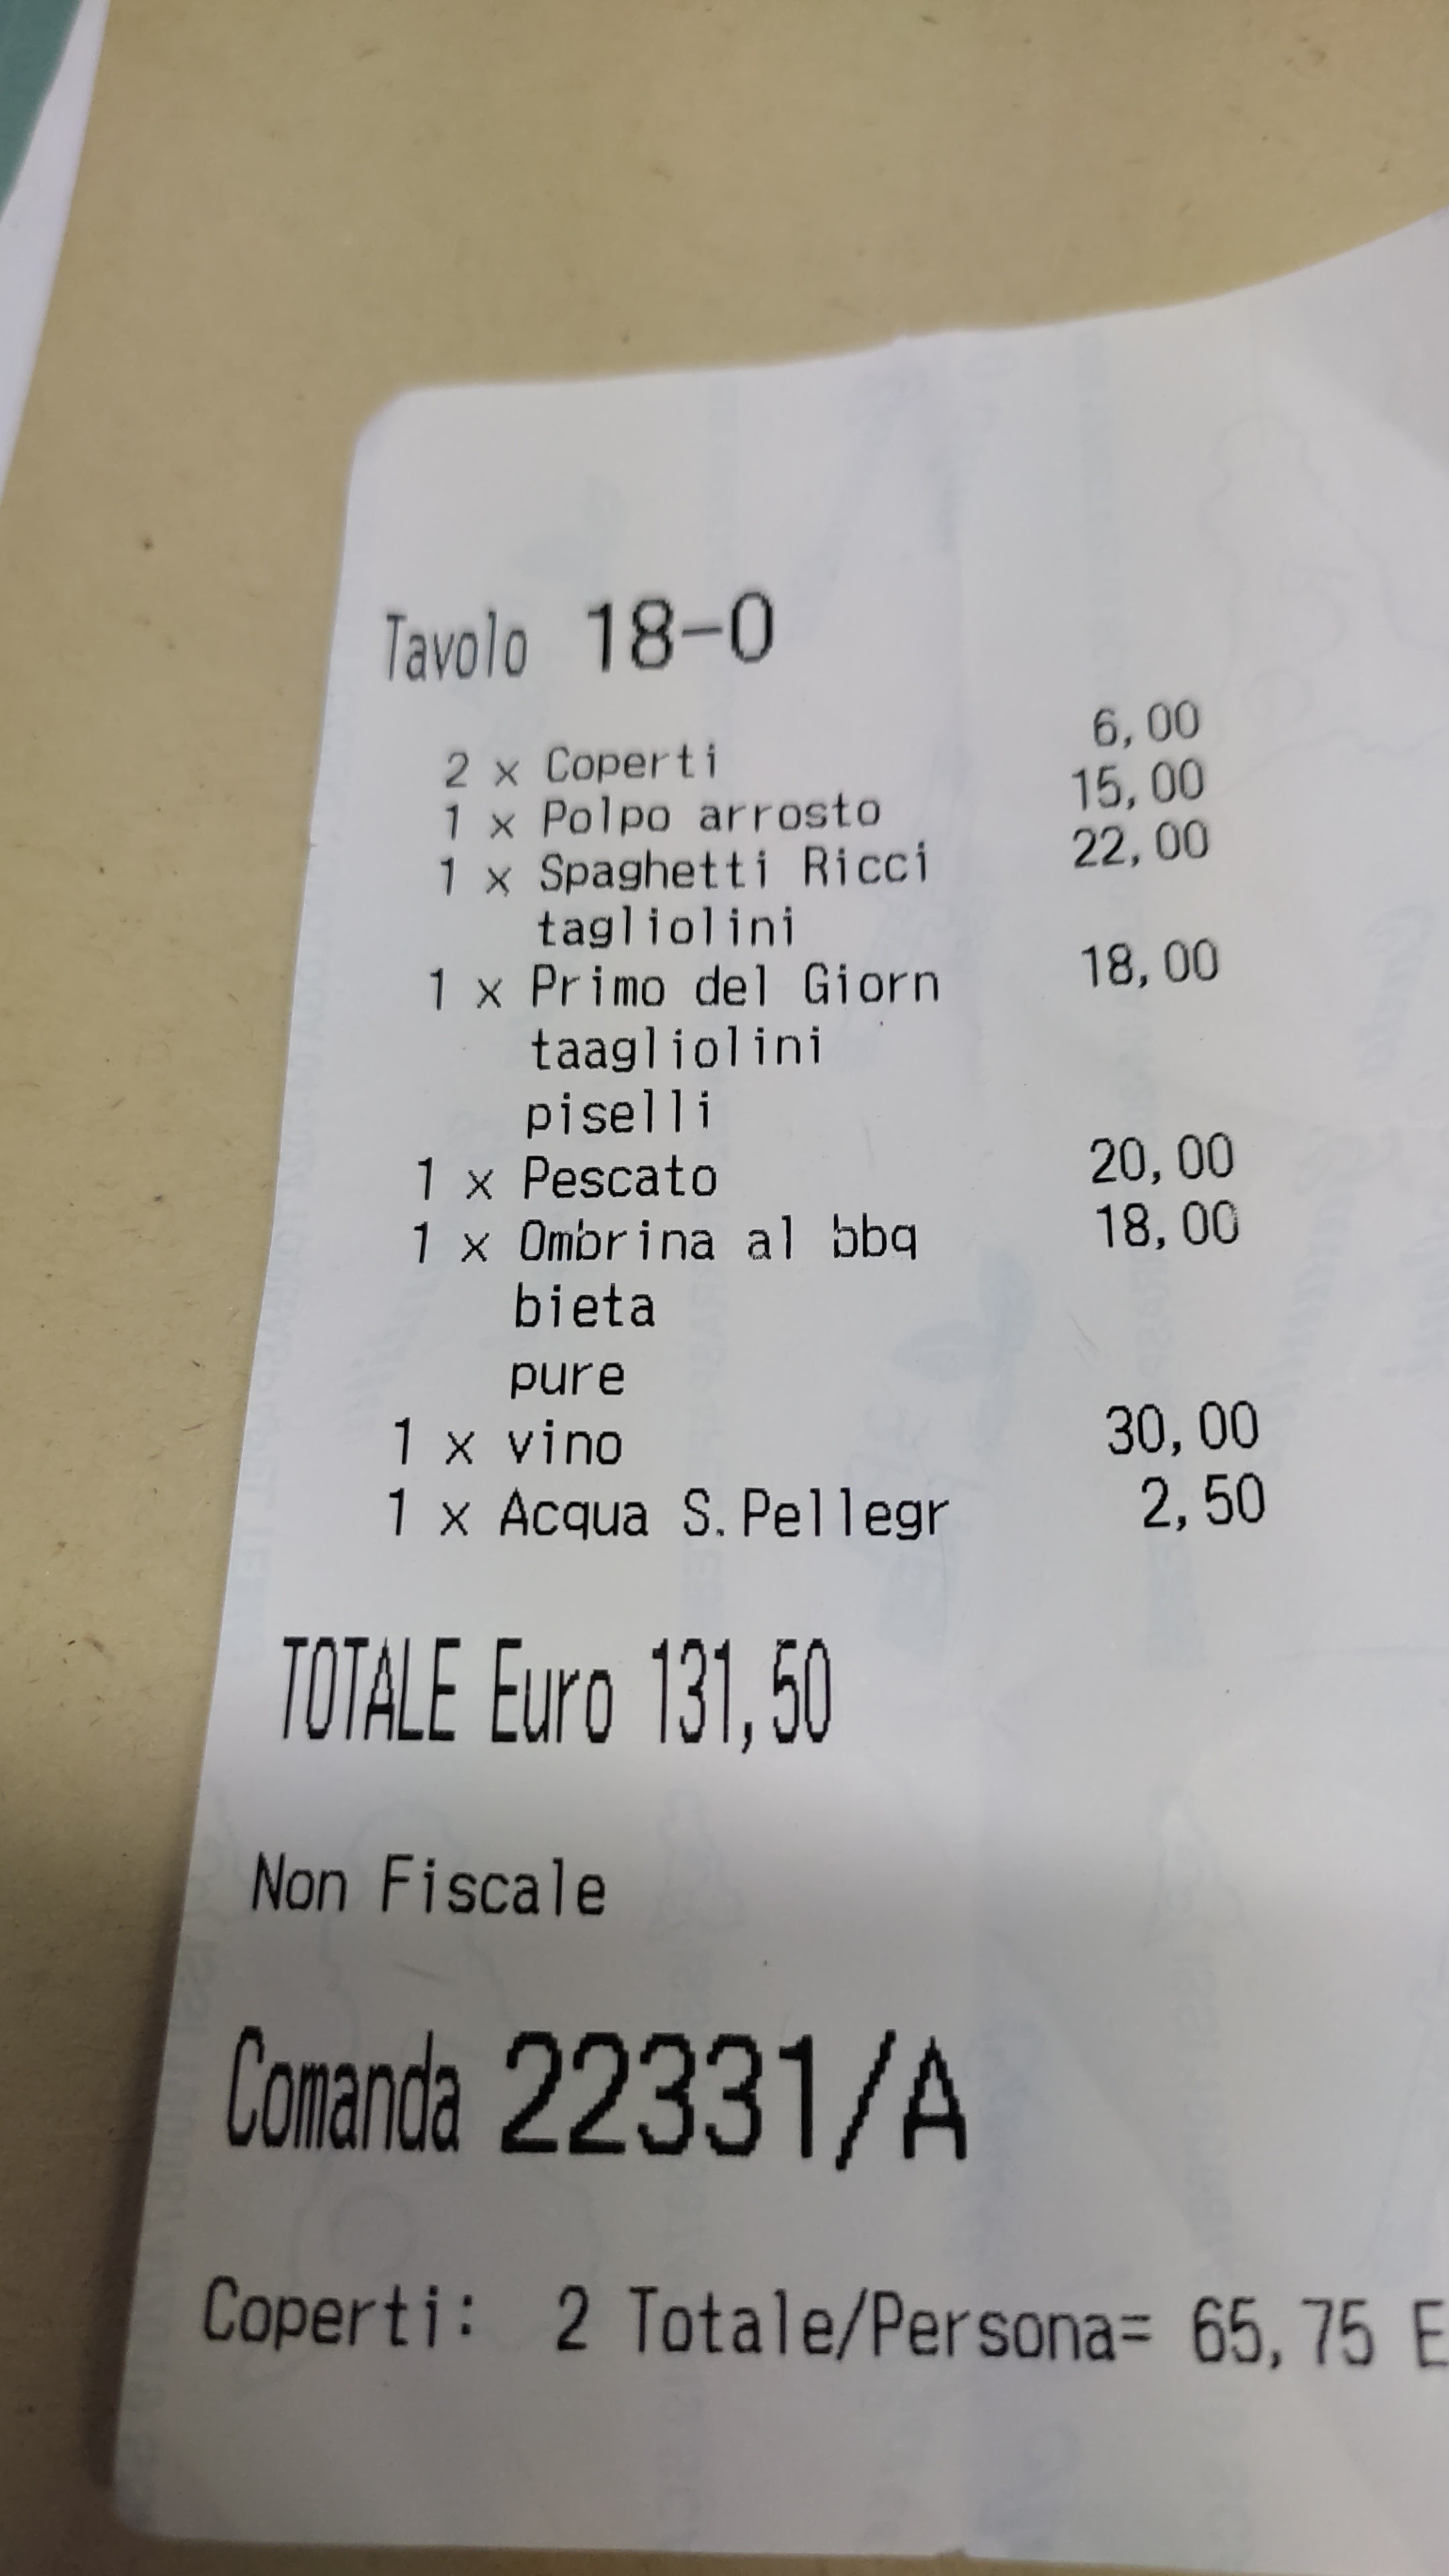 Tavolo 18-0
2 x Coperti 6,00
1 x Polpo arrosto 15,00
1 x Spaghetti Ricci 22,00
tagliolini
1 x Primo del Giorn 18,00
taagliolini
piselli
1 x Pescato 20,00
1 x Ombrina al bbq 18,00
bieta
pure
1 x vino 30,00
1 x Acqua S.Pellegr 2,50
TOTALE Euro 131,50
Non Fiscale
Comanda 22331/A
Coperti: 2 Totale/Persona= 65,75 E